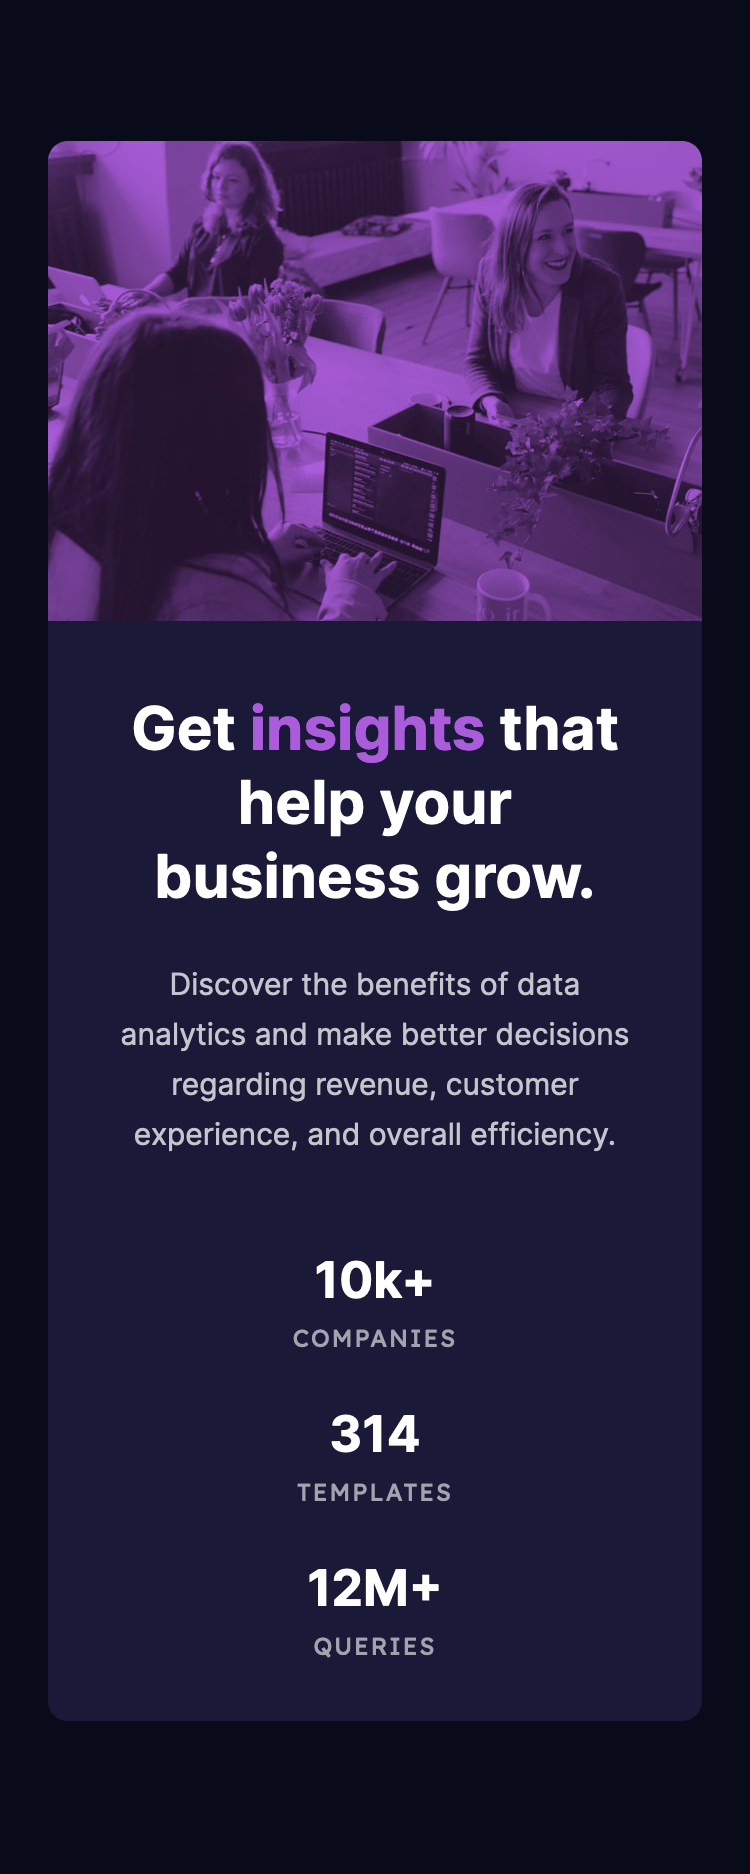 Get insights that
help your
business grow.
Discover the benefits of data
analytics and make better decisions
regarding revenue, customer
experience, and overall efficiency.
10k+
COMPANIES
314
TEMPLATES
12M+
QUERIES